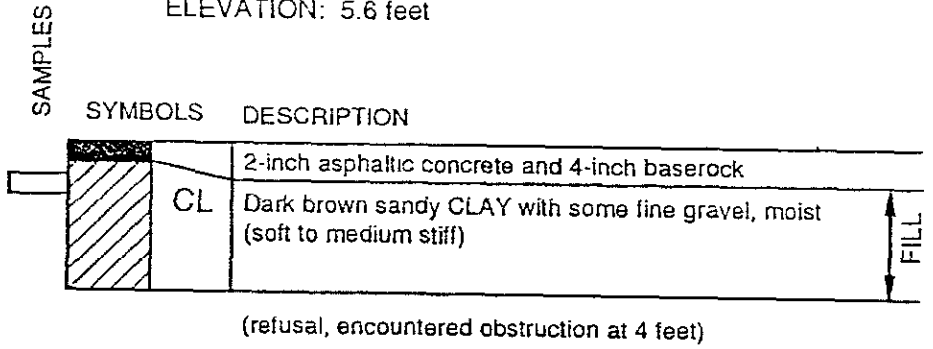 ELEVATION: 5.6 feet
SAMPLES
SYMBOLS DESCRIPTION
2-inch asphaltic concrete and 4-inch baserock
CL
Dark brown sandy CLAY with some fine gravel, moist
(soft to medium stiff)
FILL
(refusal, encountered obstruction at 4 feet)